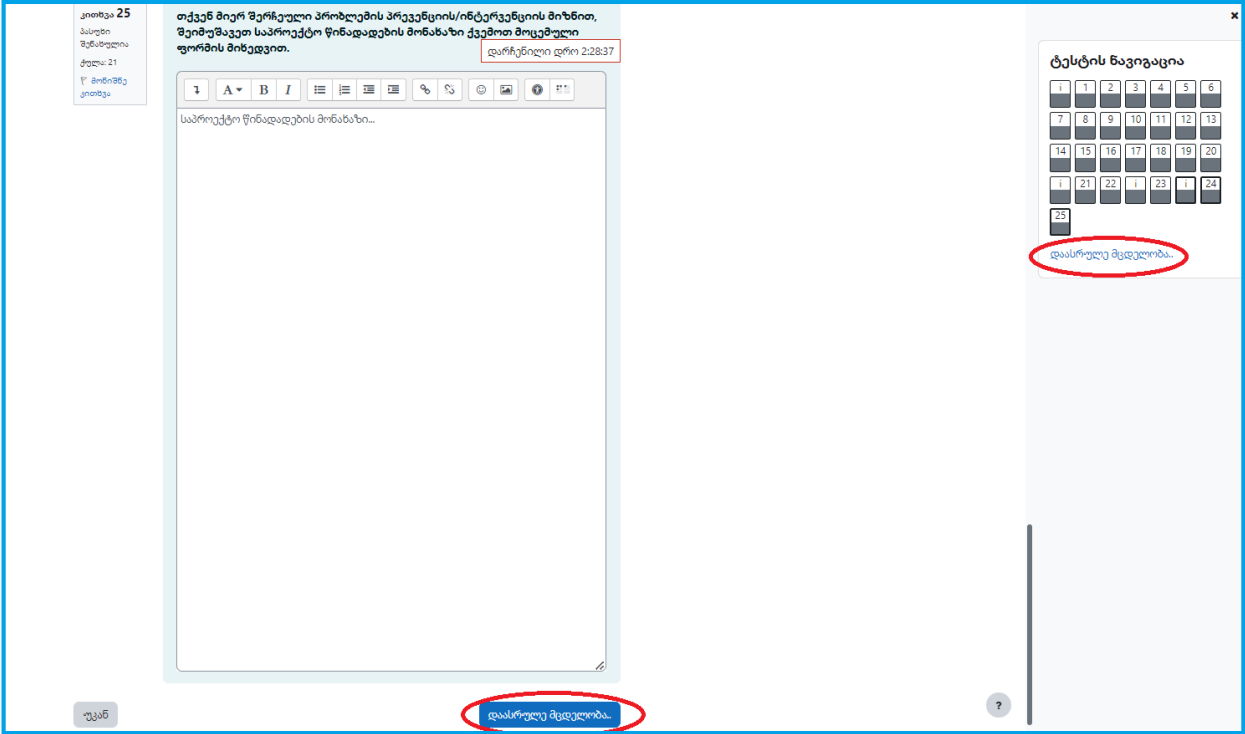 კითხვა 25
პასუხი
შენახულია
ქულა: 21
მონიშნე
კითხვა
თქვენ მიერ შერჩეული პრობლემის პრევენციის/ინტერვენციის მიზნით,
შეიმუშავეთ საპროექტო წინადადების მონახაზი ქვემოთ მოცემული
ფორმის მიხედვით.
დარჩენილი დრო 2:28:37
A B I
საპროექტო წინადადების მონახაზი...
უკან
დაასრულე მცდელობა..
?
ტესტის ნავიგაცია
i 1 2 3 4 5 6
7 8 9 10 11 12 13
14 15 16 17 18 19 20
i 21 22 i 23 i 24
25
დაასრულე მცდელობა..